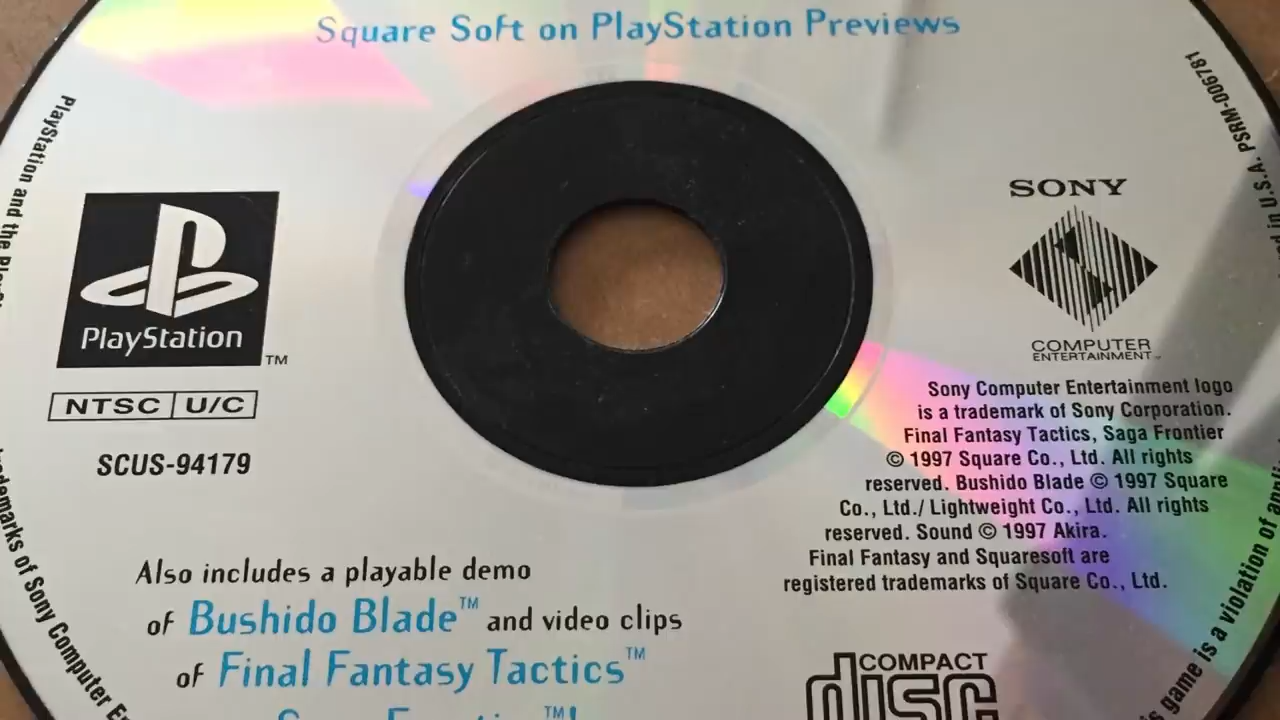 Square Soft on PlayStation Previews
PlayStation and the
PSRM-006781
in U.S.A.
PlayStation™
NTSC U/C
SCUS-94179
SONY
COMPUTER
ENTERTAINMENT™
Sony Computer Entertainment logo
is a trademark of Sony Corporation.
Final Fantasy Tactics, Saga Frontier
© 1997 Square Co., Ltd. All rights
reserved. Bushido Blade © 1997 Square
Co., Ltd./ Lightweight Co., Ltd. All rights
reserved. Sound © 1997 Akira.
Final Fantasy and Squaresoft are
registered trademarks of Square Co., Ltd.
Also includes a playable demo
of Bushido Blade™ and video clips
of Final Fantasy Tactics™
COMPACT
disc
of Sony Computer
game is a violation of